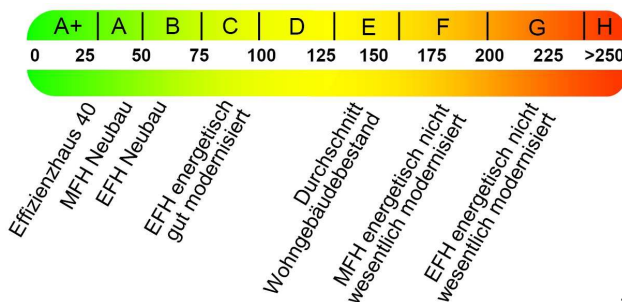 A+ A B C D E F G H
0 25 50 75 100 125 150 175 200 225 >250
Effizienzhaus 40
MFH Neubau
EFH Neubau
EFH energetisch
gut modernisiert
Durchschnitt
Wohngebäudebestand
MFH energetisch nicht
wesentlich modernisiert
EFH energetisch nicht
wesentlich modernisiert